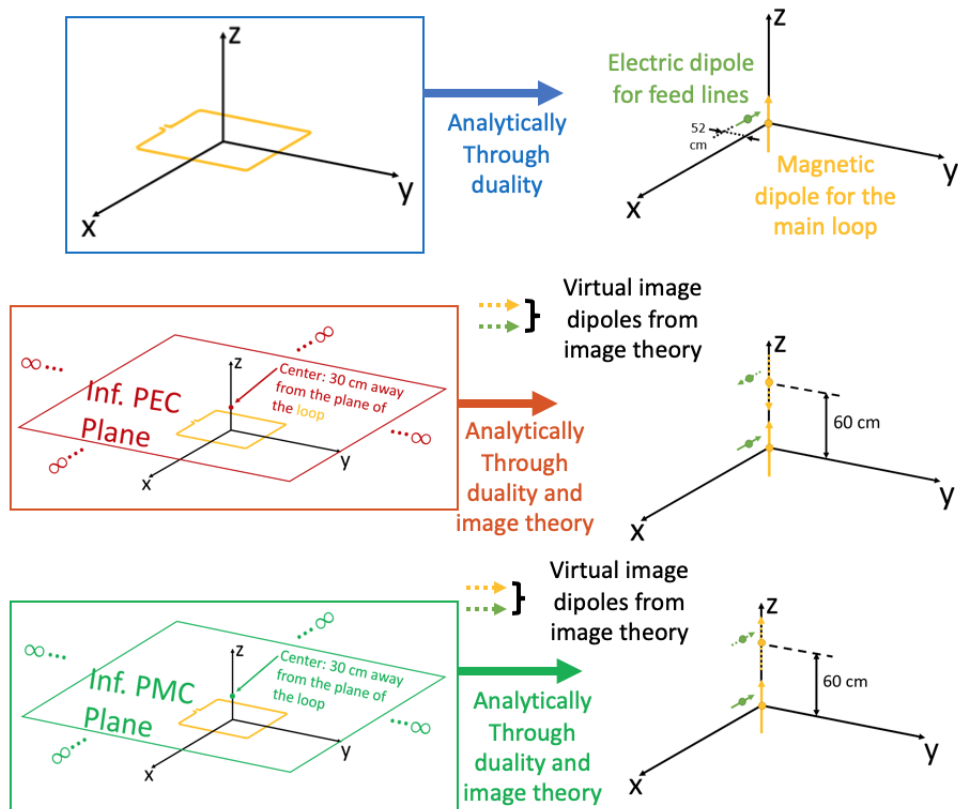 z
y
x
Analytically
Through
duality
z
Electric dipole
for feed lines
52
cm
y
x
Magnetic
dipole for the
main loop
Virtual image
dipoles from
image theory
∞···
···∞
Inf. PEC
Plane
z
Center: 30 cm away
from the plane of
the loop
···∞
∞···
y
x
Analytically
Through
duality and
image theory
z
60 cm
y
x
Virtual image
dipoles from
image theory
∞···
···∞
Inf. PMC
Plane
z
Center: 30 cm away
from the plane of
the loop
···∞
∞···
y
x
Analytically
Through
duality and
image theory
z
60 cm
y
x